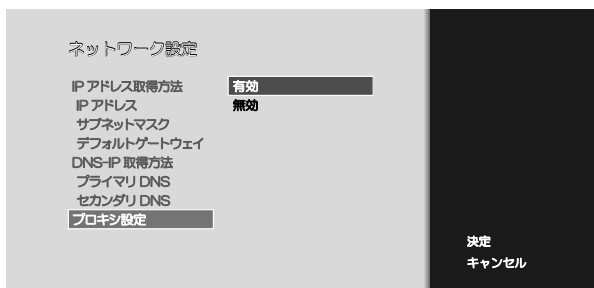 ネットワーク設定
IP アドレス取得方法
有効
IP アドレス
無効
サブネットマスク
デフォルトゲートウェイ
DNS-IP 取得方法
プライマリ DNS
セカンダリ DNS
プロキシ設定
決定
キャンセル